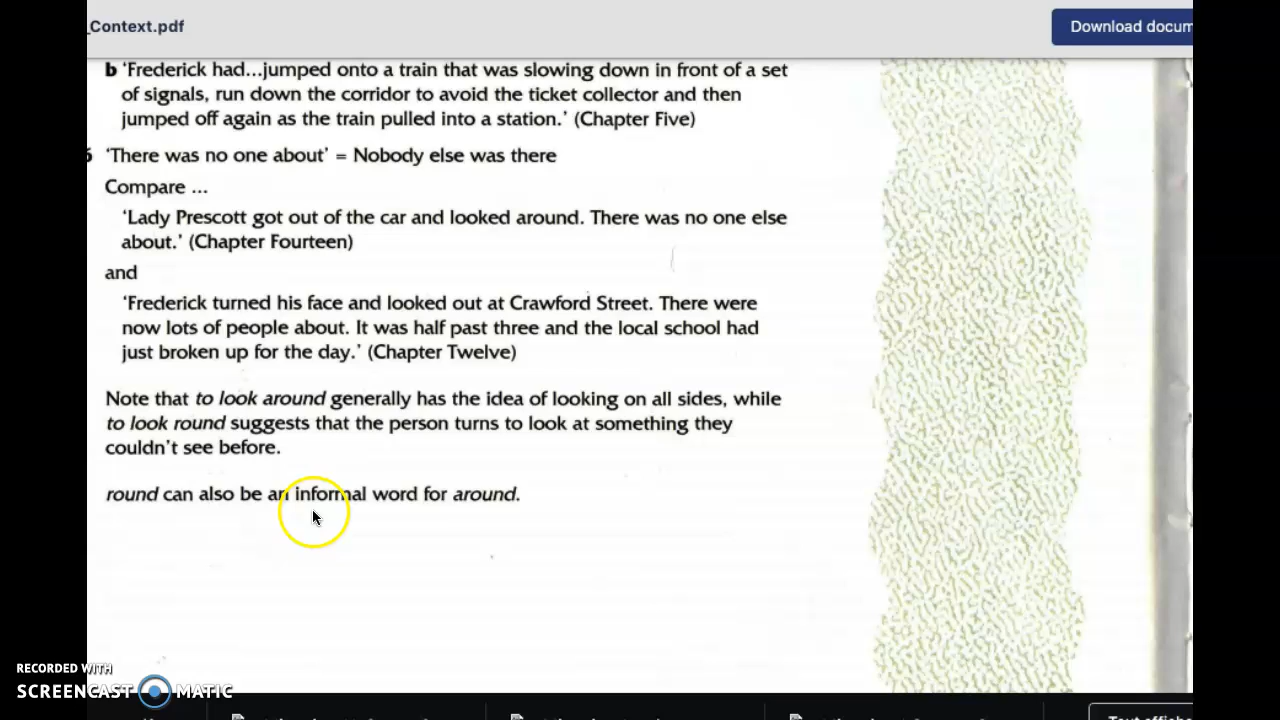 _Context.pdf
Download docum
b 'Frederick had...jumped onto a train that was slowing down in front of a set
of signals, run down the corridor to avoid the ticket collector and then
jumped off again as the train pulled into a station.' (Chapter Five)
'There was no one about' = Nobody else was there
Compare ...
'Lady Prescott got out of the car and looked around. There was no one else
about.' (Chapter Fourteen)
and
'Frederick turned his face and looked out at Crawford Street. There were
now lots of people about. It was half past three and the local school had
just broken up for the day.' (Chapter Twelve)
Note that to look around generally has the idea of looking on all sides, while
to look round suggests that the person turns to look at something they
couldn't see before.
round can also be an informal word for around.
RECORDED WITH
SCREENCAST MATIC